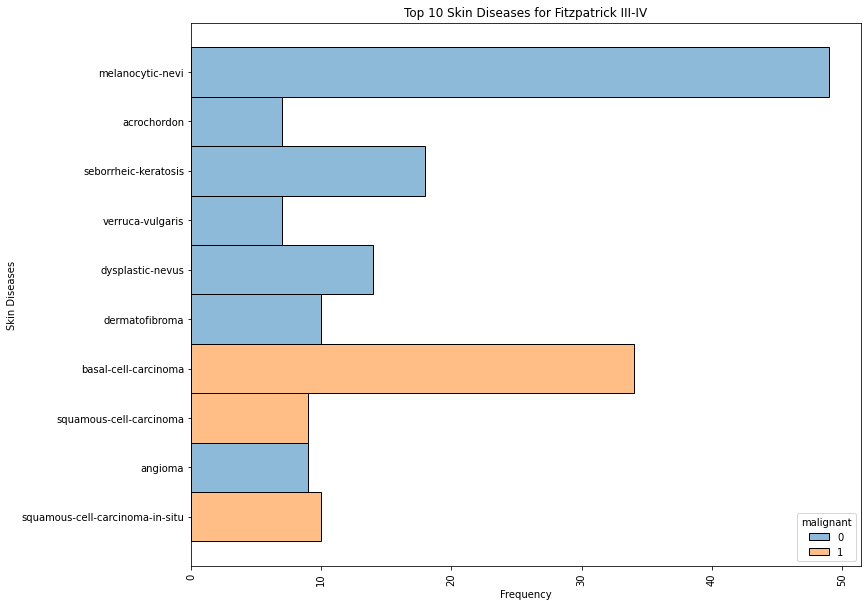 Top 10 Skin Diseases for Fitzpatrick III-IV
melanocytic-nevi
acrochordon
seborrheic-keratosis
verruca-vulgaris
dysplastic-nevus
dermatofibroma
basal-cell-carcinoma
squamous-cell-carcinoma
angioma
squamous-cell-carcinoma-in-situ
Skin Diseases
0
10
20
30
40
50
Frequency
malignant
0
1